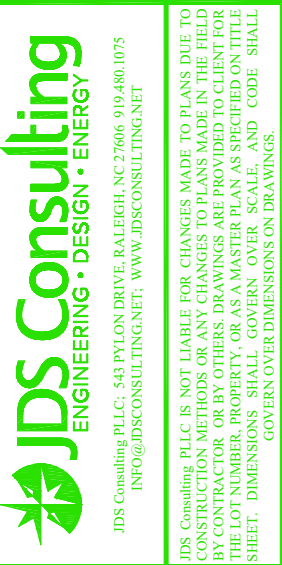 JDS Consulting
ENGINEERING • DESIGN • ENERGY
JDS Consulting PLLC; 543 PYLON DRIVE, RALEIGH, NC 27606 919.480.1075
INFO@JDSCONSULTING.NET; WWW.JDSCONSULTING.NET
JDS Consulting PLLC IS NOT LIABLE FOR CHANGES MADE TO PLANS DUE TO
CONSTRUCTION METHODS OR ANY CHANGES TO PLANS MADE IN THE FIELD
BY CONTRACTOR OR BY OTHERS. DRAWINGS ARE PROVIDED TO CLIENT FOR
THE LOT NUMBER, PROPERTY, OR AS A MASTER PLAN AS SPECIFIED ON TITLE
SHEET. DIMENSIONS SHALL GOVERN OVER SCALE, AND CODE SHALL
GOVERN OVER DIMENSIONS ON DRAWINGS.